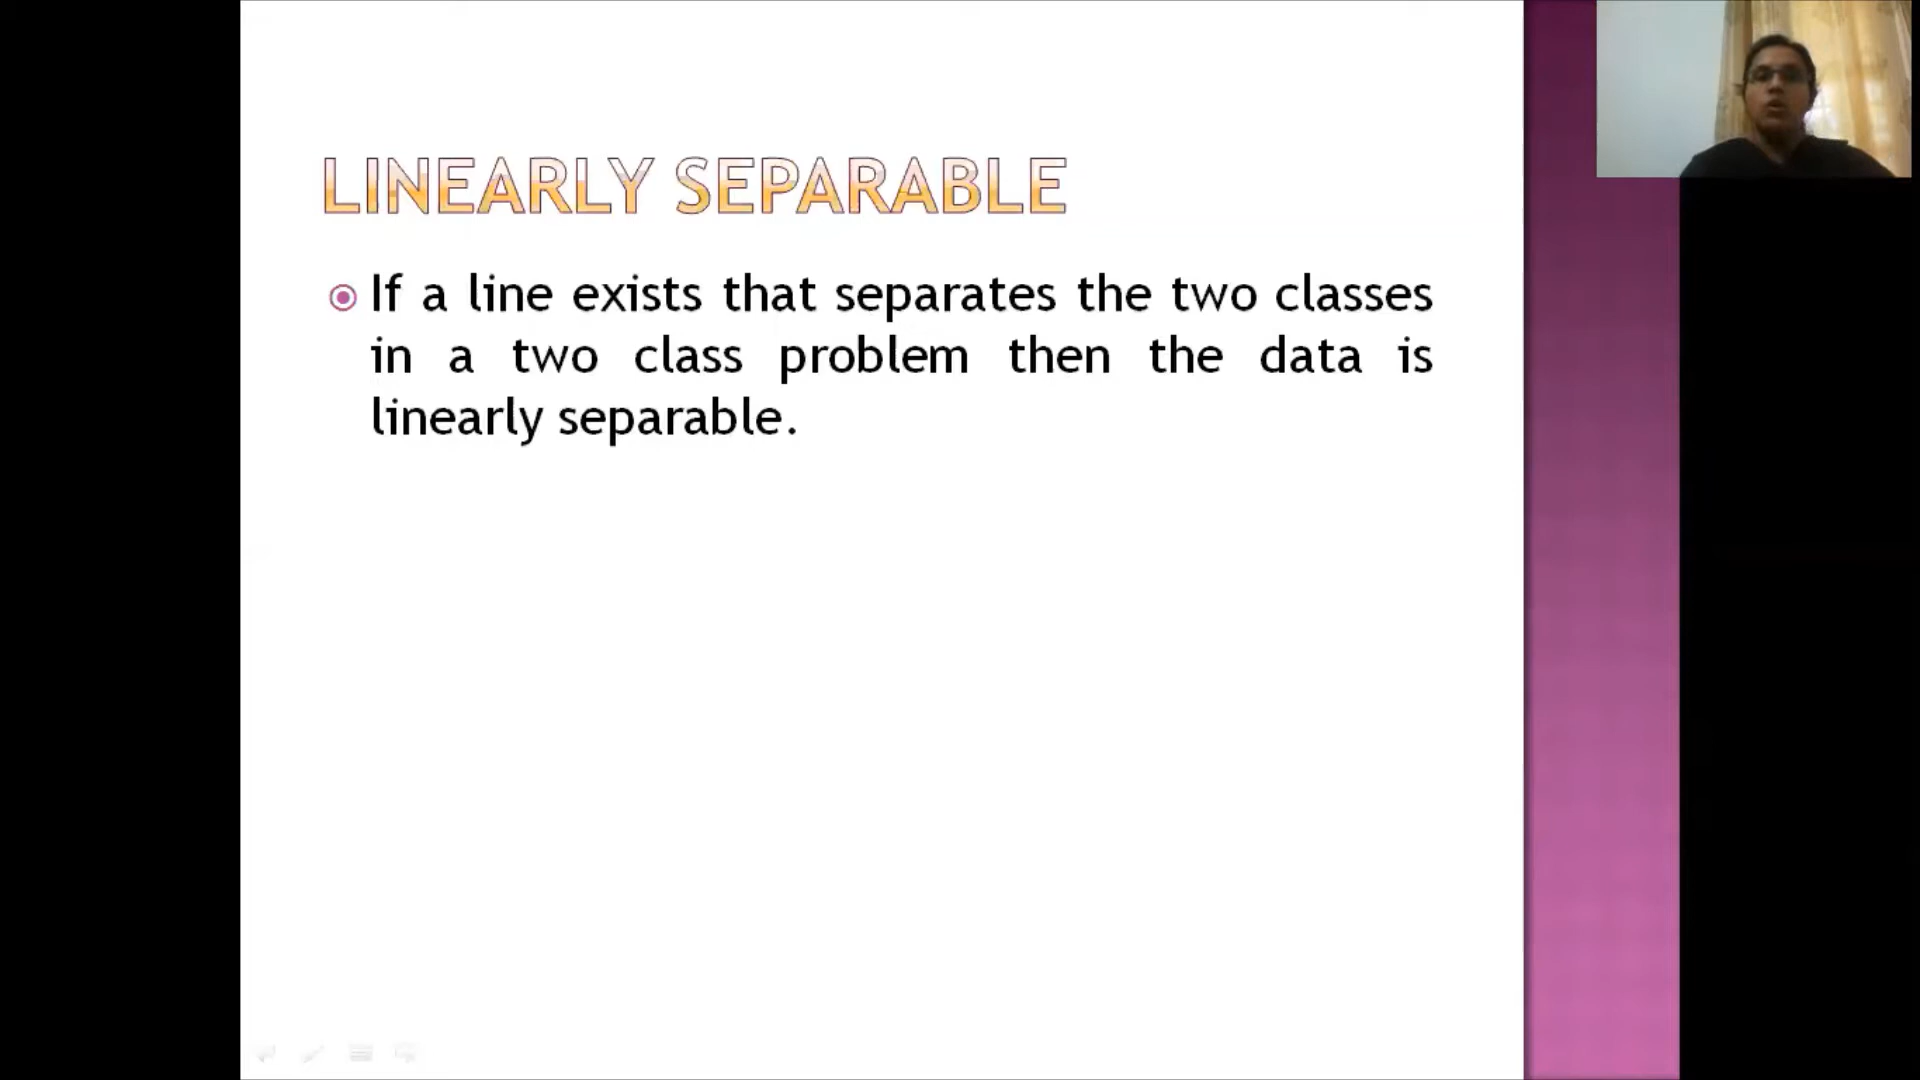 LINEARLY SEPARABLE
If a line exists that separates the two classes
in a two class problem then the data is
linearly separable.